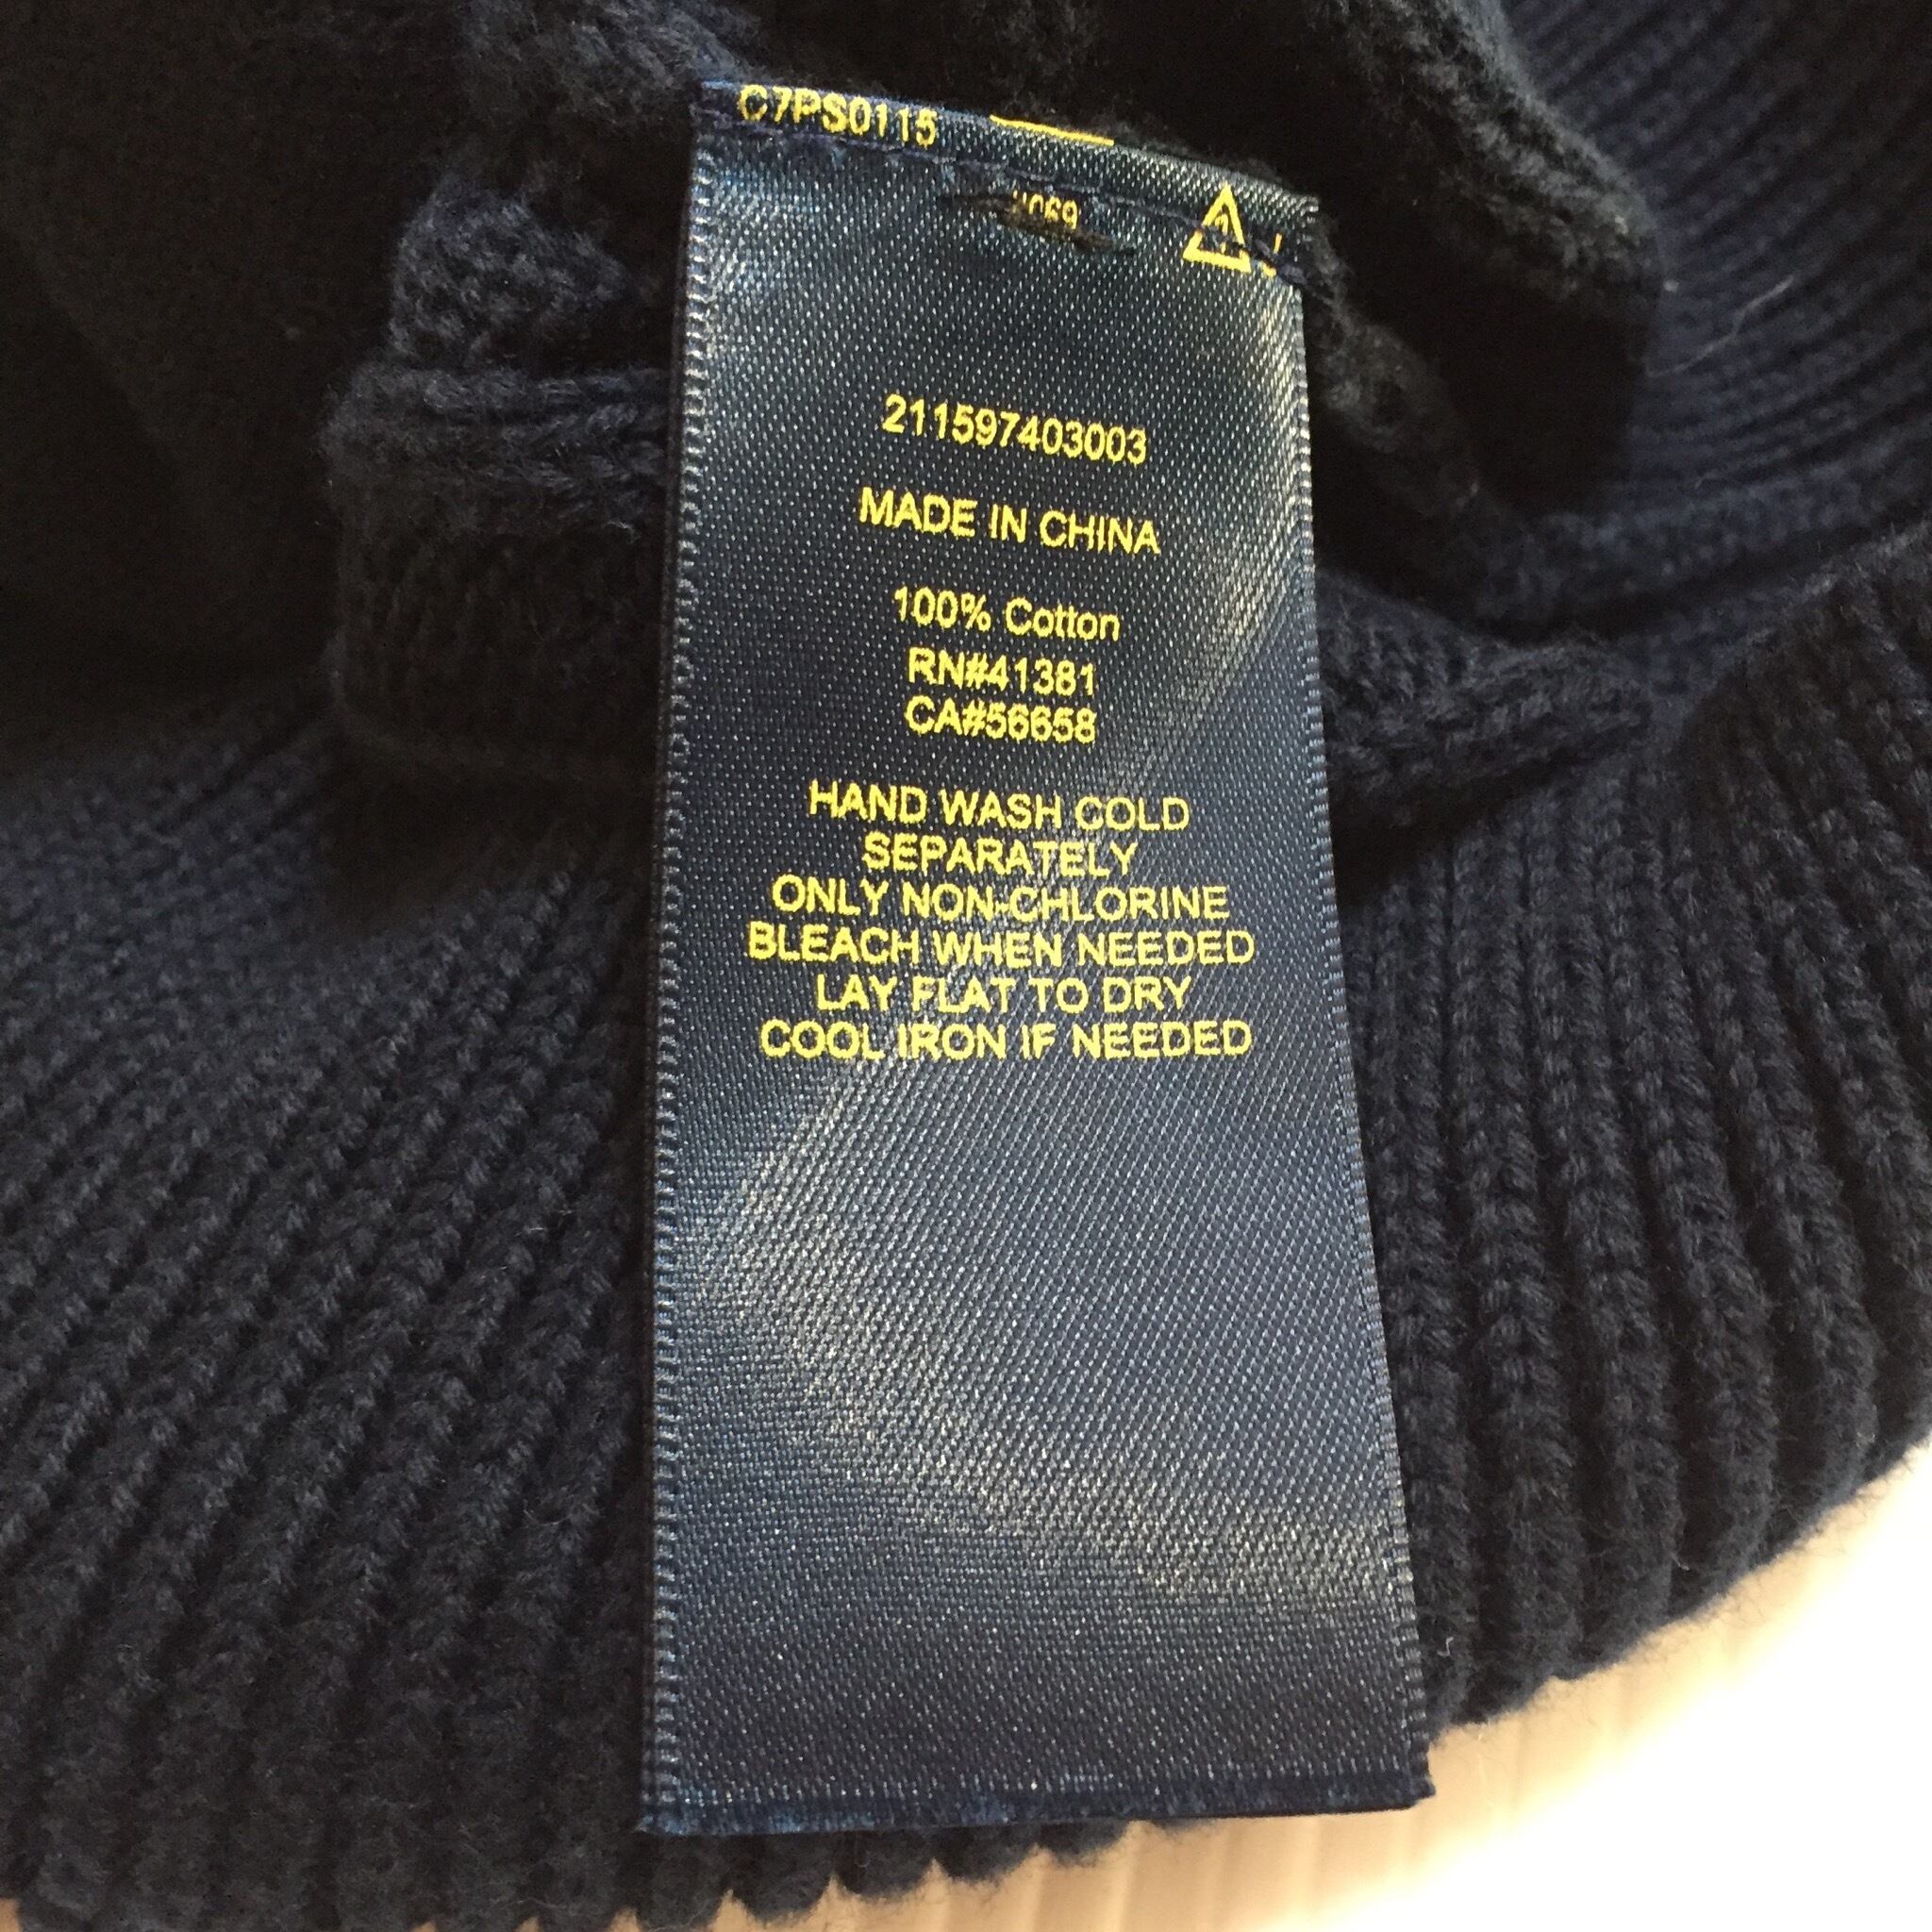 C7PS0115
211597403003
MADE IN CHINA
100% Cotton
RN#41381
CA#56658
HAND WASH COLD
SEPARATELY
ONLY NON-CHLORINE
BLEACH WHEN NEEDED
LAY FLAT TO DRY
COOL IRON IF NEEDED